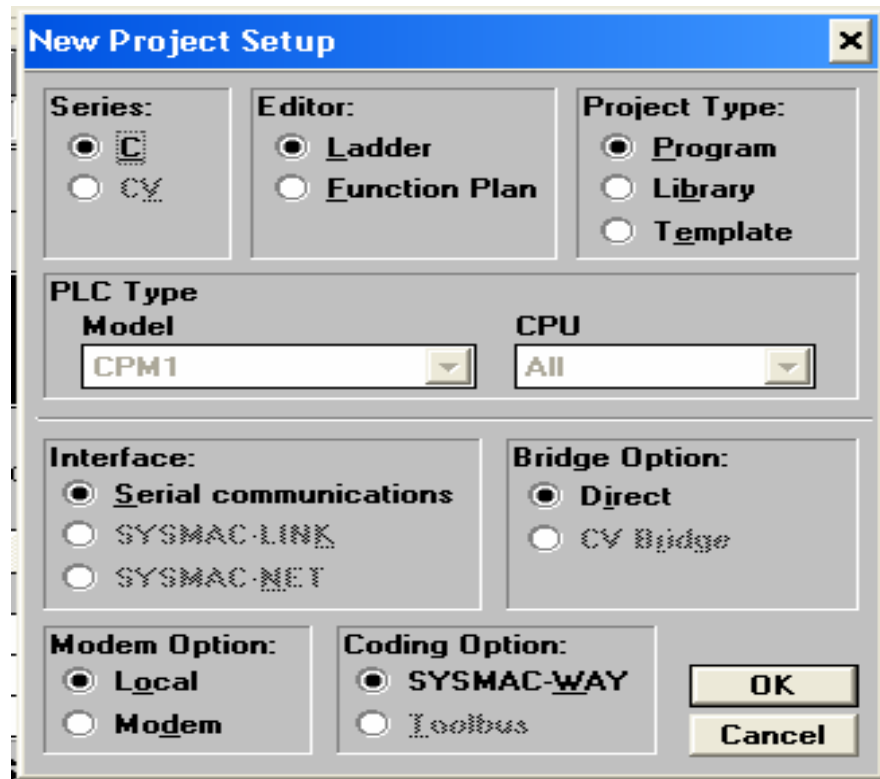 New Project Setup
Series:
C
CV
Editor:
Ladder
Function Plan
Project Type:
Program
Library
Template
PLC Type
Model
CPM1
CPU
All
Interface:
Serial communications
SYSMAC-LINK
SYSMAC-NET
Bridge Option:
Direct
CV Bridge
Modem Option:
Local
Modem
Coding Option:
SYSMAC-WAY
Toolbus
OK
Cancel